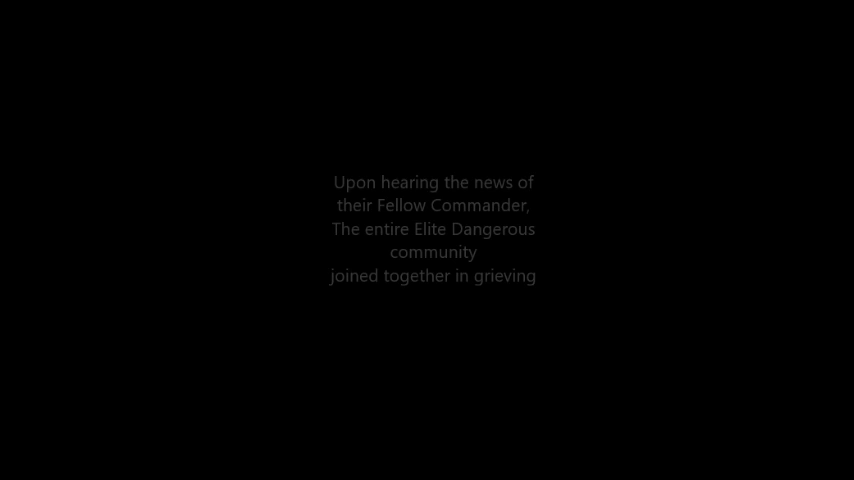 Upon hearing the news of
their Fellow Commander,
The entire Elite Dangerous
community
joined together in grieving